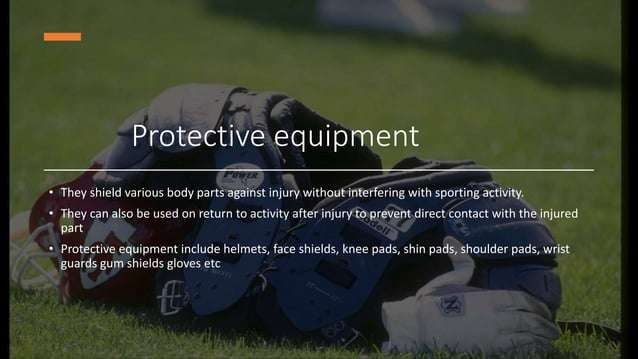 Protective equipment
• They shield various body parts against injury without interfering with sporting activity.
• They can also be used on return to activity after injury to prevent direct contact with the injured
part
• Protective equipment include helmets, face shields, knee pads, shin pads, shoulder pads, wrist
guards gum shields gloves etc
POWER